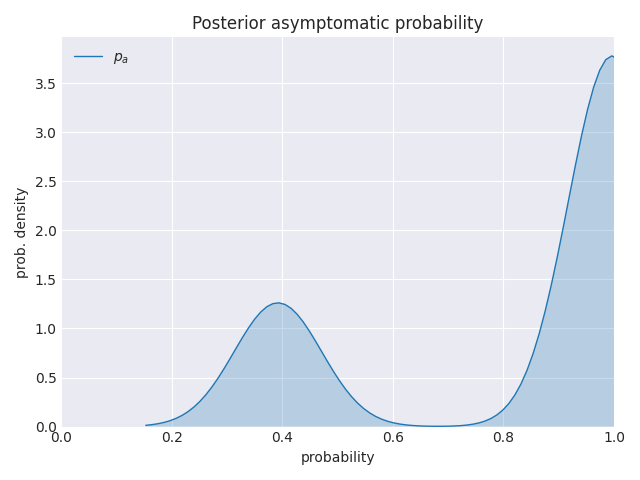 Posterior asymptomatic probability
pₐ
prob. density
3.5
3.0
2.5
2.0
1.5
1.0
0.5
0.0
0.0 0.2 0.4 0.6 0.8 1.0
probability